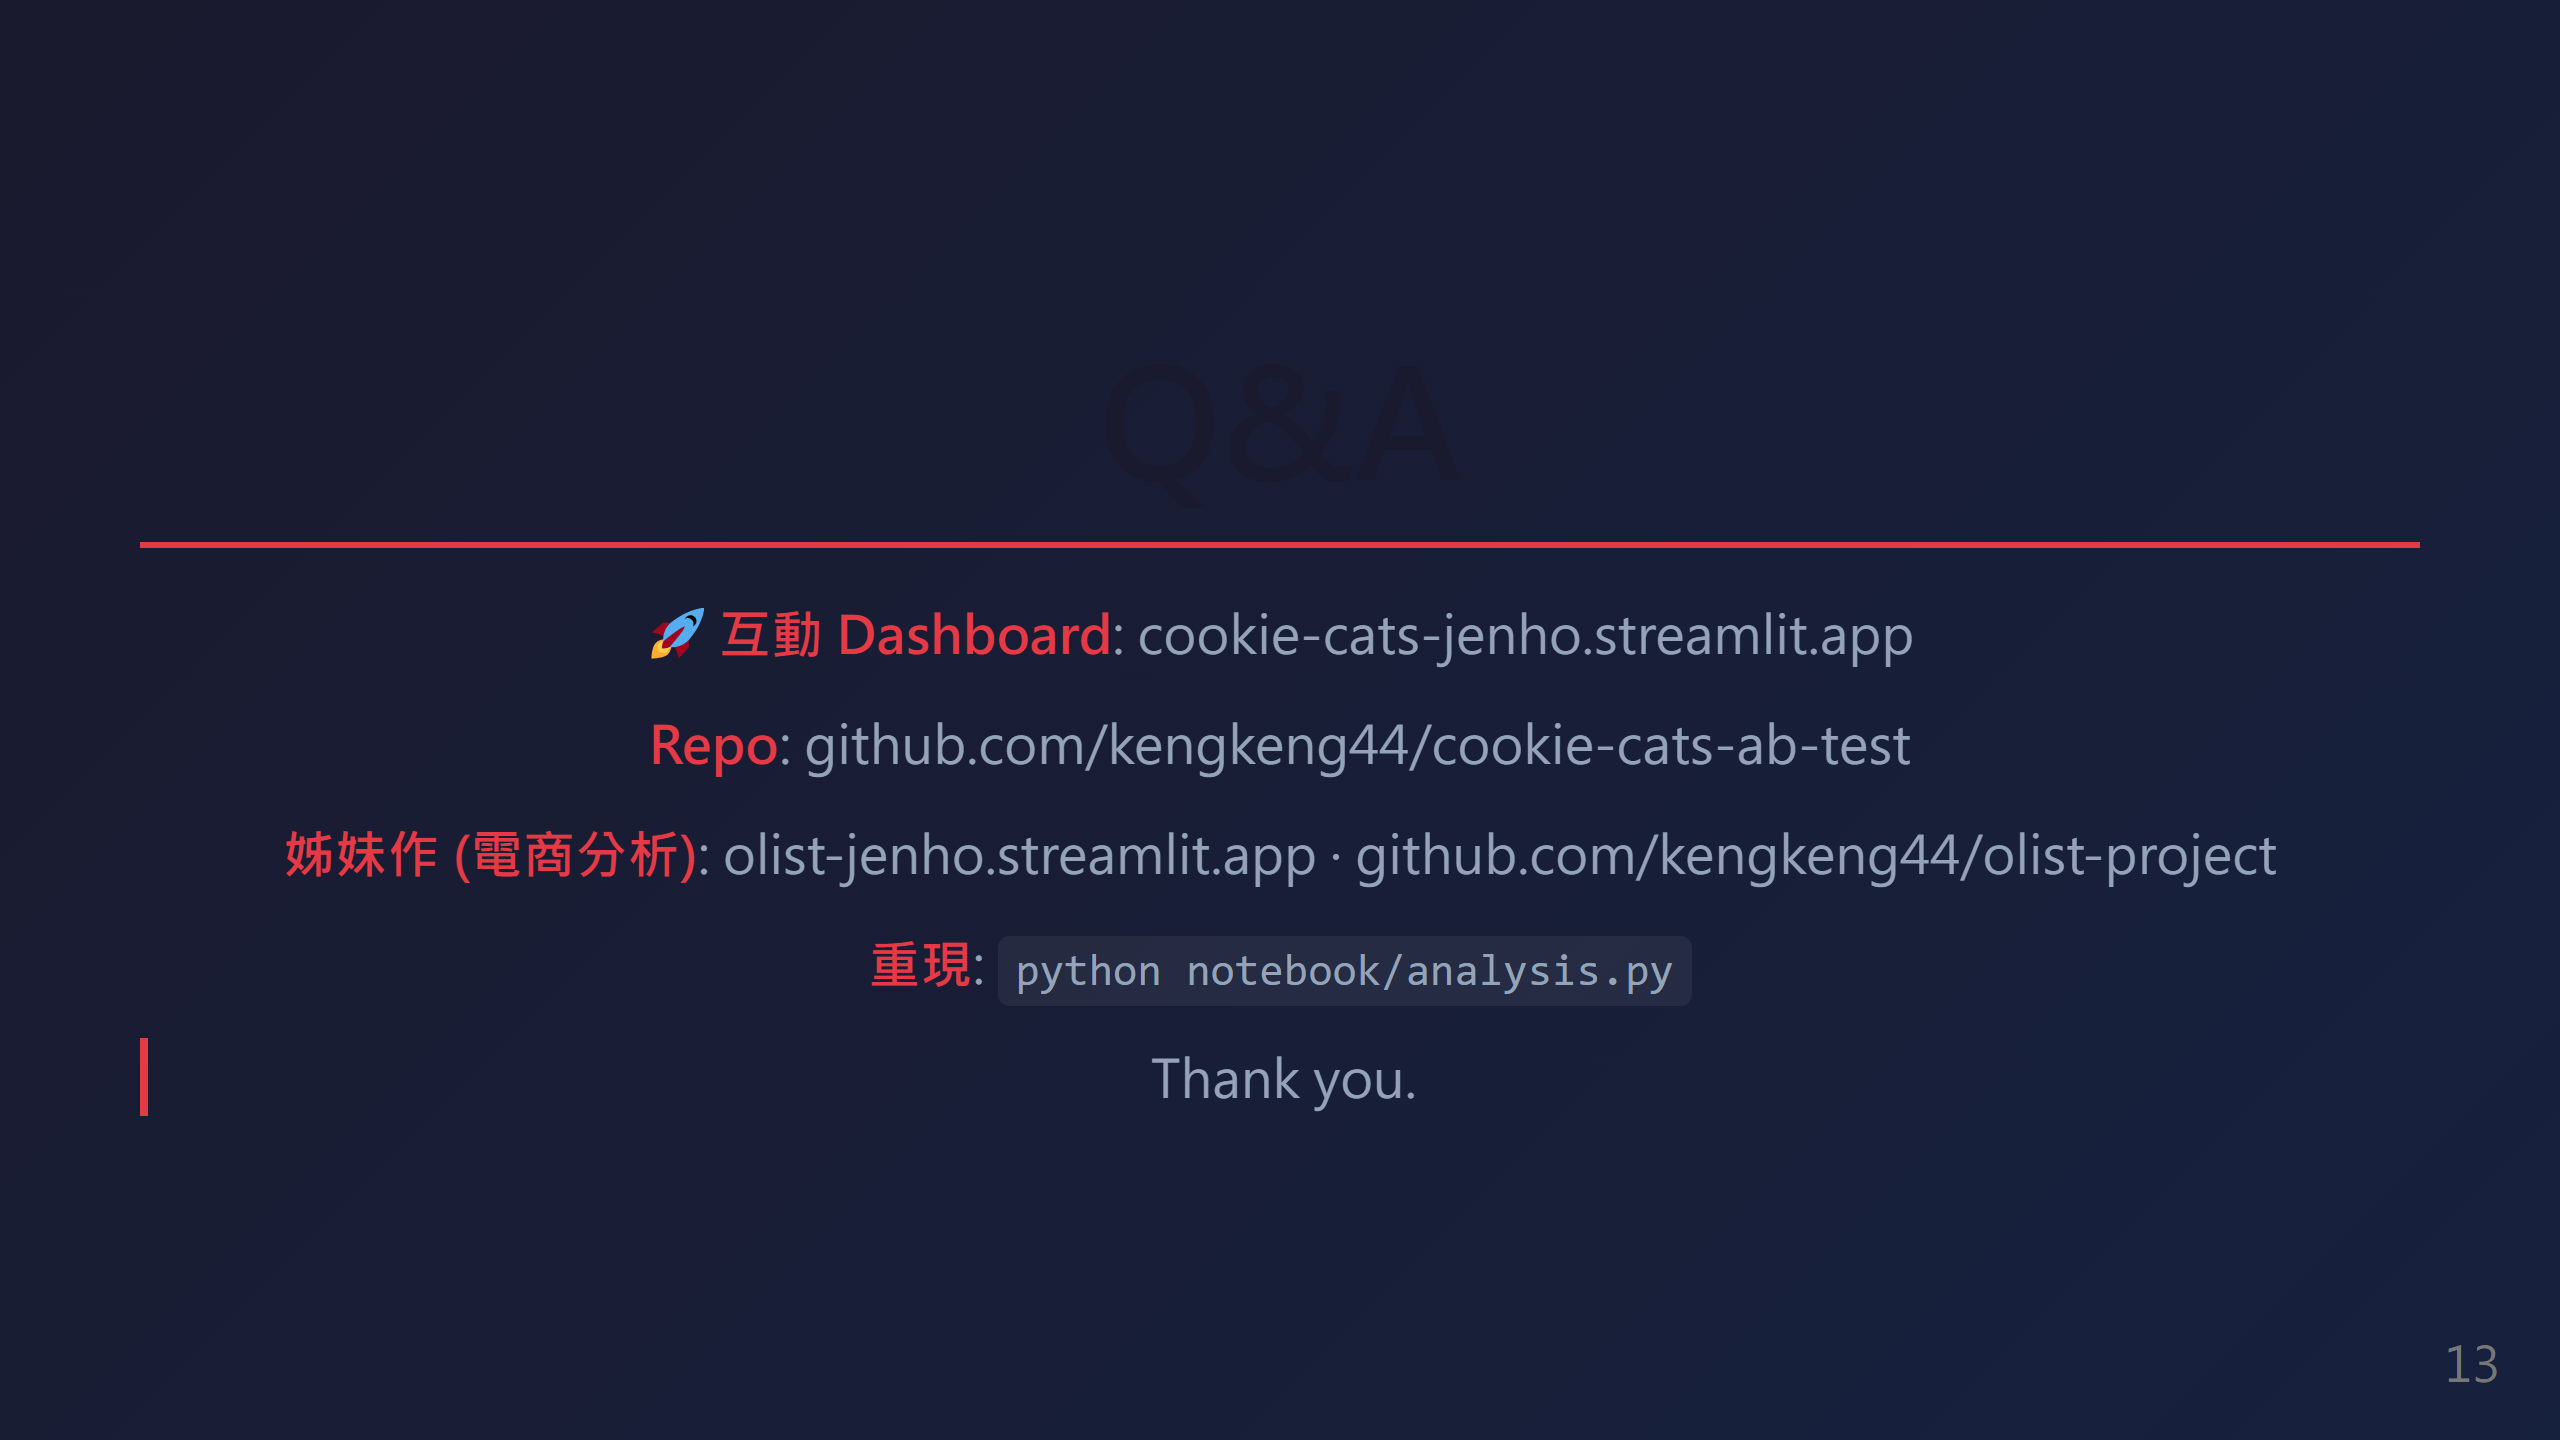 Q&A
🚀 互動 Dashboard: cookie-cats-jenho.streamlit.app
Repo: github.com/kengkeng44/cookie-cats-ab-test
姊妹作 (電商分析): olist-jenho.streamlit.app · github.com/kengkeng44/olist-project
重現: python notebook/analysis.py
Thank you.
13